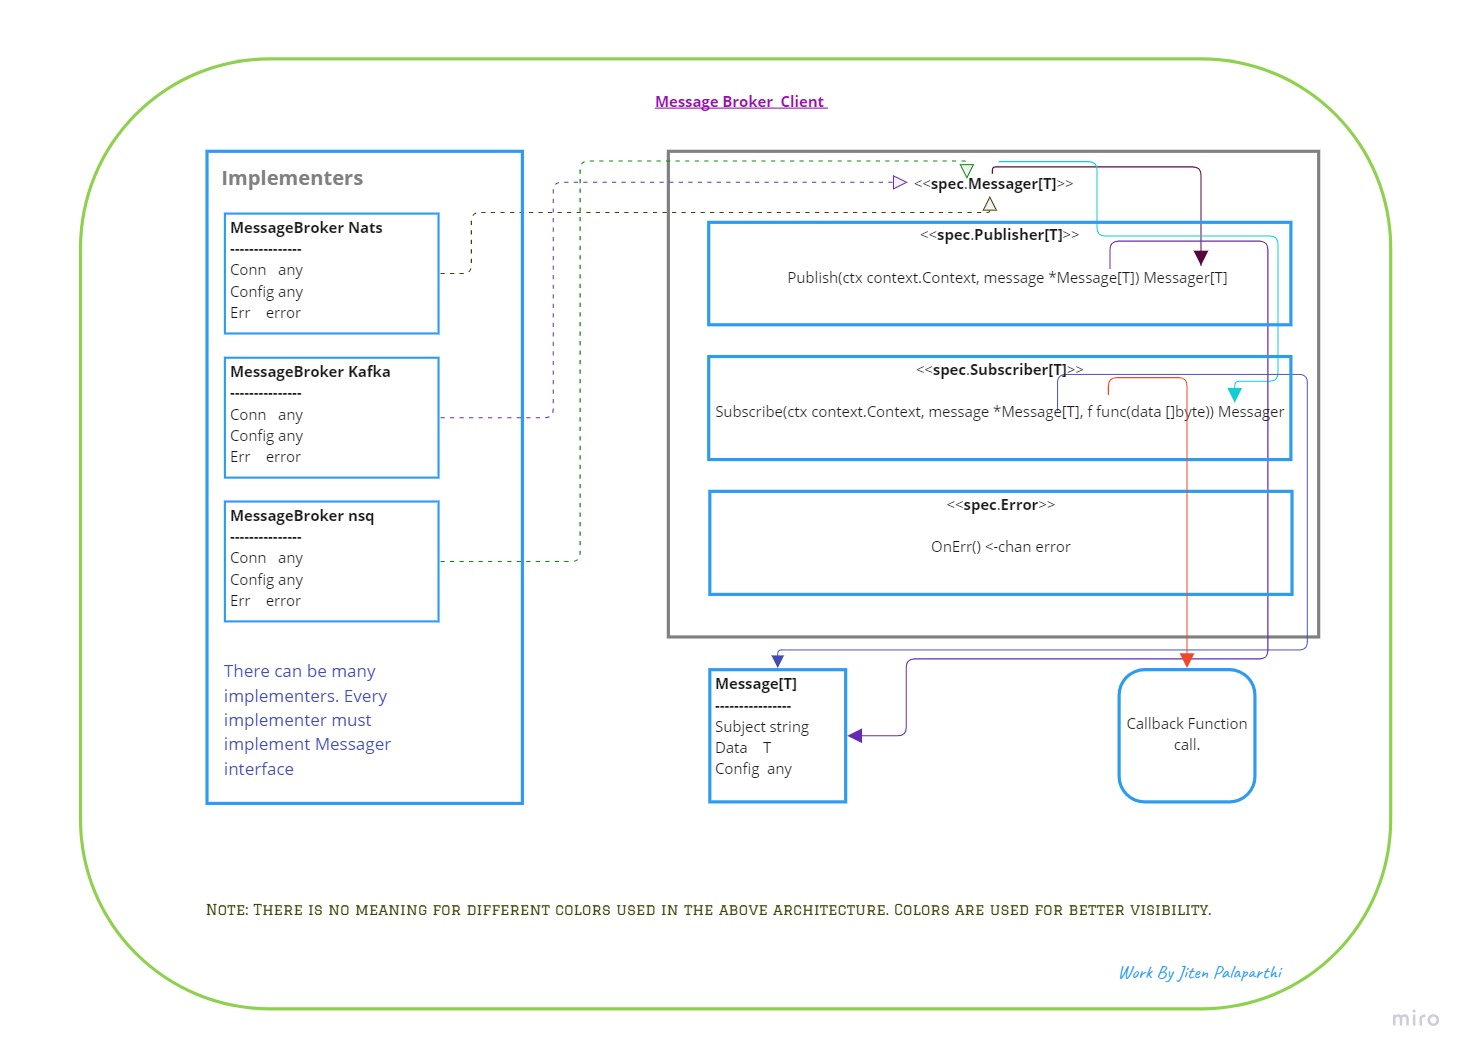 Message Broker  Client
Implementers
MessageBroker Nats
---------------
Conn   any
Config any
Err    error
MessageBroker Kafka
---------------
Conn   any
Config any
Err    error
MessageBroker nsq
---------------
Conn   any
Config any
Err    error
There can be many
implementers. Every
implementer must
implement Messager
interface
<<spec.Messager[T]>>
<<spec.Publisher[T]>>
Publish(ctx context.Context, message *Message[T]) Messager[T]
<<spec.Subscriber[T]>>
Subscribe(ctx context.Context, message *Message[T], f func(data []byte)) Messager
<<spec.Error>>
OnErr() <-chan error
Message[T]
----------------
Subject string
Data    T
Config  any
Callback Function
call.
Note: There is no meaning for different colors used in the above architecture. Colors are used for better visibility.
Work By Jiten Palaparthi
miro